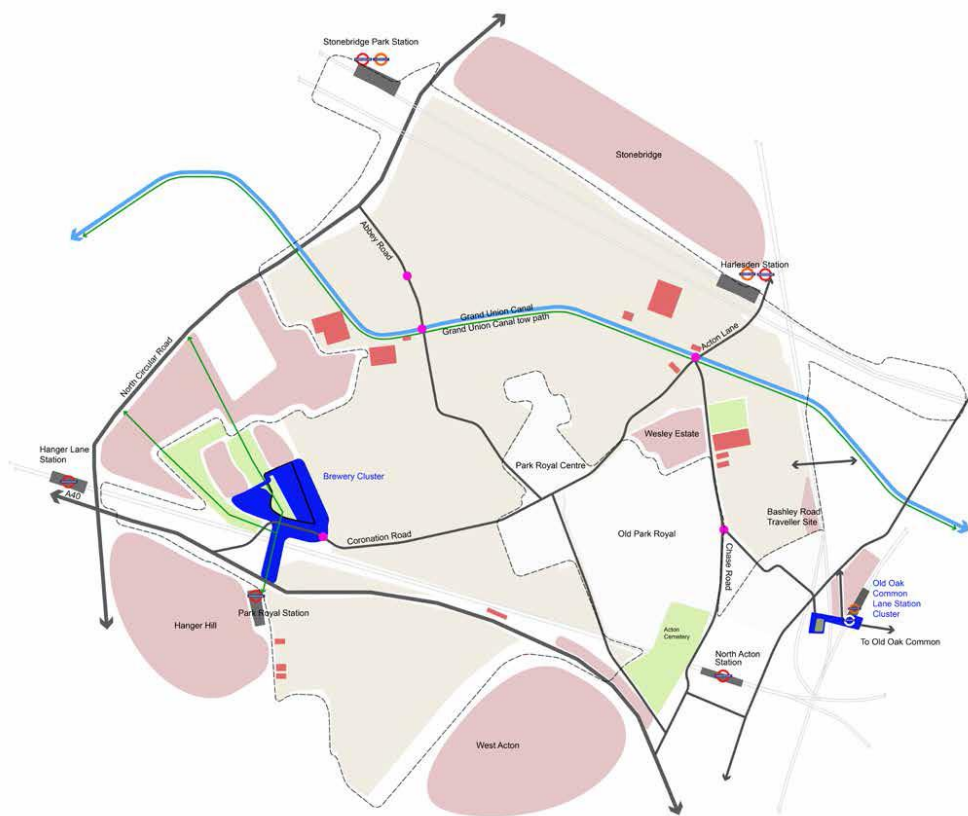 Stonebridge Park Station
Stonebridge
Abbey Road
Harlesden Station
Grand Union Canal
Grand Union Canal tow path
Acton Lane
North Circular Road
Wesley Estate
Hanger Lane
Station
A40
Park Royal Centre
Brewery Cluster
Bashley Road
Traveller Site
Coronation Road
Old Park Royal
Chase Road
Old Oak
Common
Lane Station
Cluster
Park Royal Station
Hanger Hill
Acton
Cemetery
To Old Oak Common
North Acton
Station
West Acton